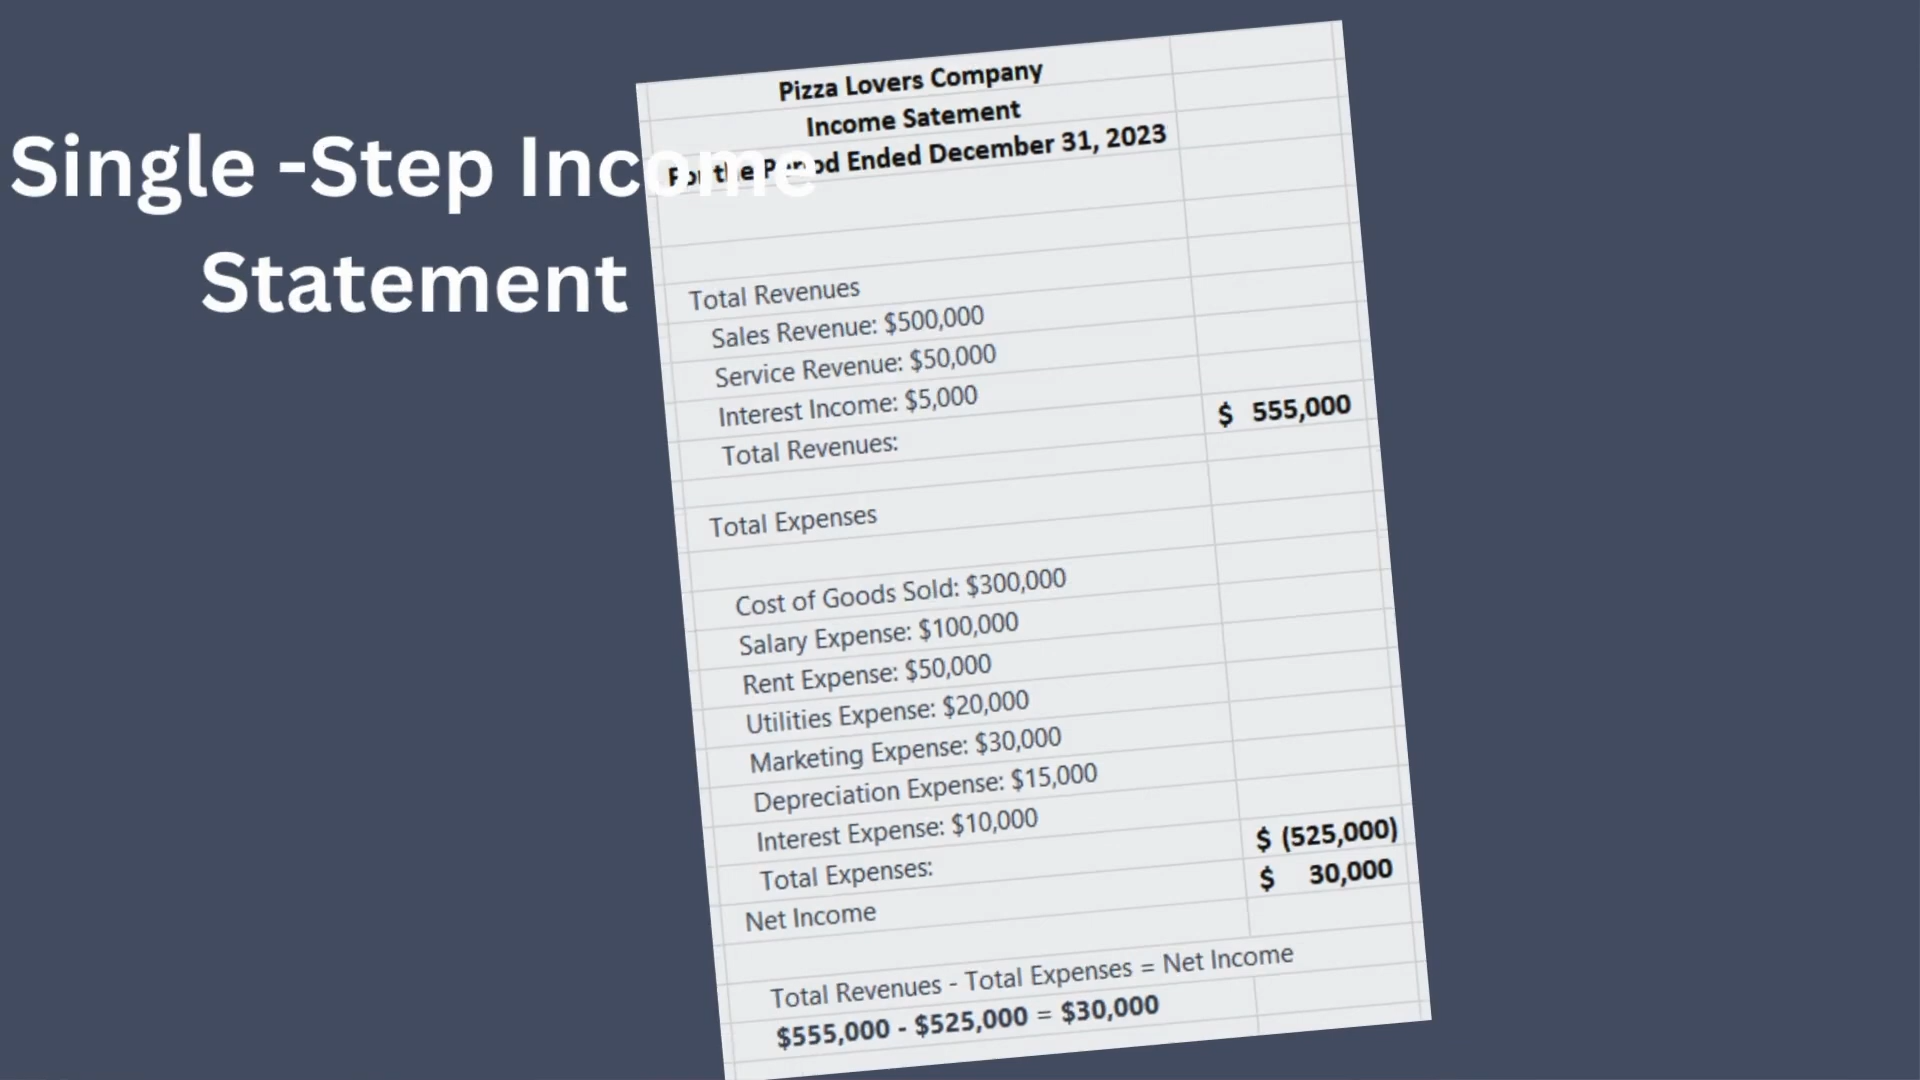 Single -Step Income
Statement
Pizza Lovers Company
Income Satement
For the Period Ended December 31, 2023
Total Revenues
Sales Revenue: $500,000
Service Revenue: $50,000
Interest Income: $5,000
Total Revenues: $ 555,000
Total Expenses
Cost of Goods Sold: $300,000
Salary Expense: $100,000
Rent Expense: $50,000
Utilities Expense: $20,000
Marketing Expense: $30,000
Depreciation Expense: $15,000
Interest Expense: $10,000
Total Expenses: $ (525,000)
Net Income $ 30,000
Total Revenues - Total Expenses = Net Income
$555,000 - $525,000 = $30,000